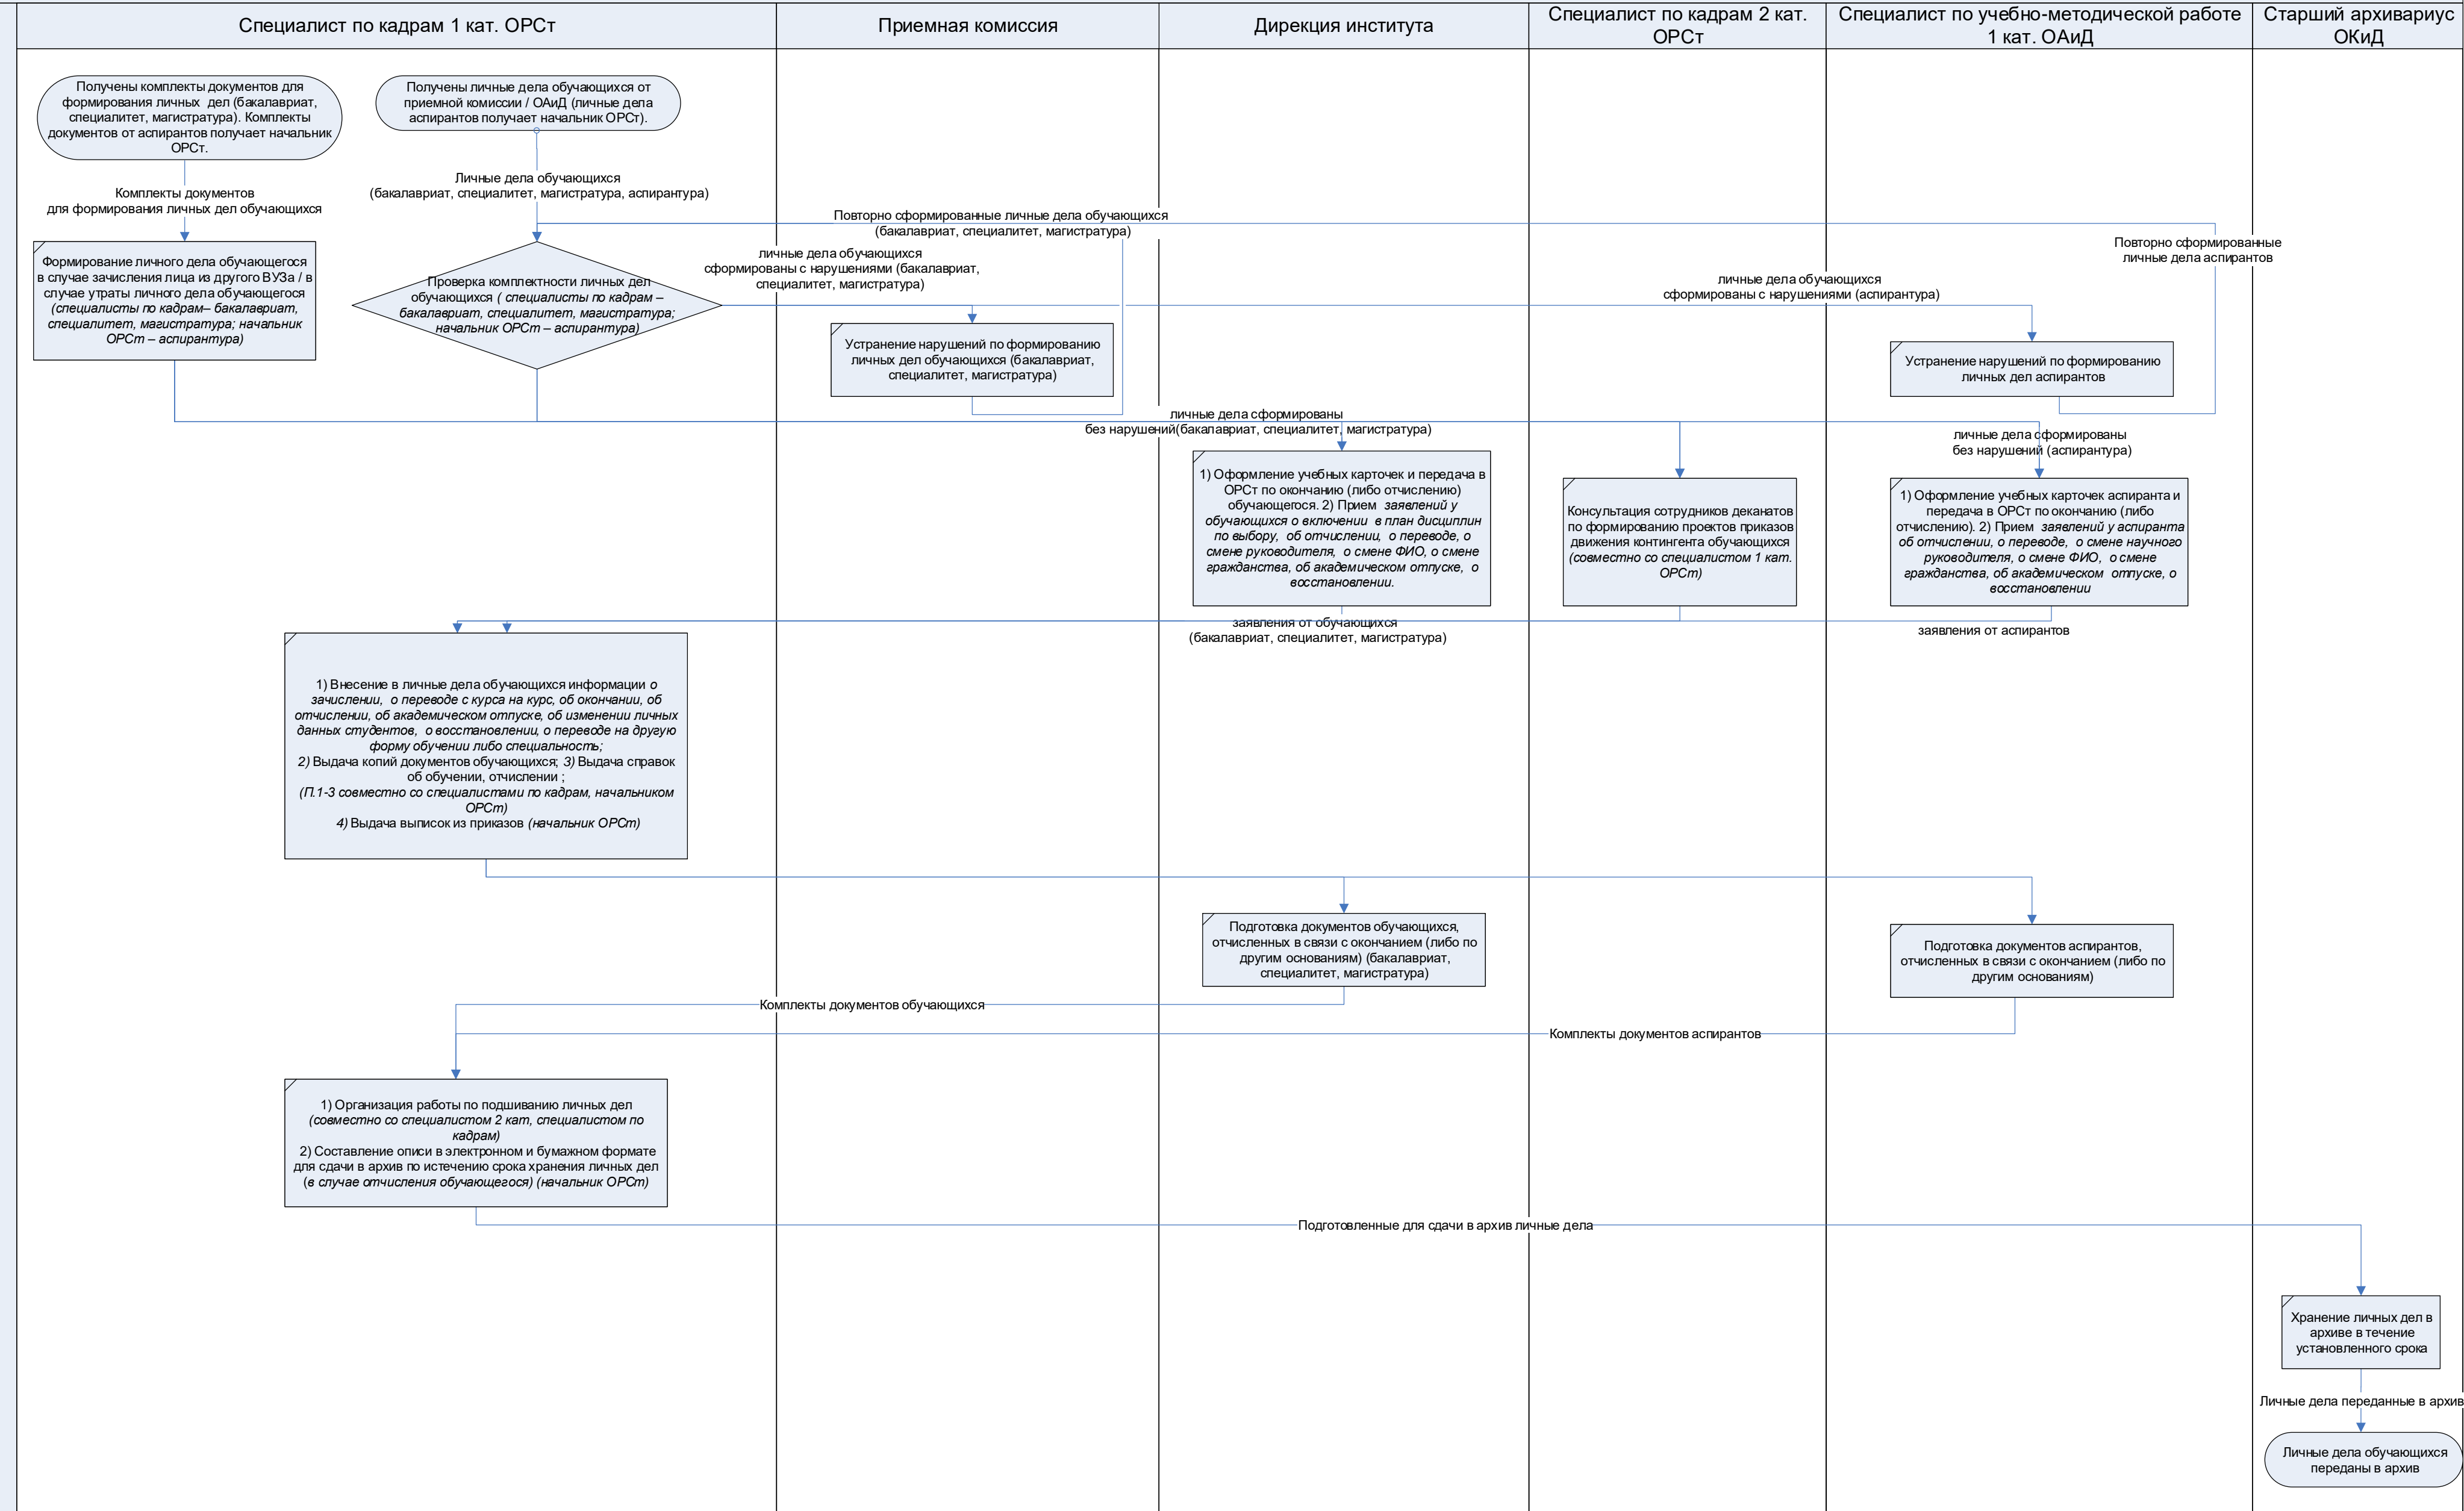 Специалист по кадрам 1 кат. ОРСт
Приемная комиссия
Дирекция института
Специалист по кадрам 2 кат.
ОРСт
Специалист по учебно-методической работе
1 кат. ОАиД
Старший архивариус
ОКиД
Получены комплекты документов для
формирования личных дел (бакалавриат,
специалитет, магистратура). Комплекты
документов от аспирантов получает начальник
ОРСт.
Получены личные дела обучающихся от
приемной комиссии / ОАиД (личные дела
аспирантов получает начальник ОРСт).
Комплекты документов
для формирования личных дел обучающихся
Личные дела обучающихся
(бакалавриат, специалитет, магистратура, аспирантура)
Повторно сформированные личные дела обучающихся
(бакалавриат, специалитет, магистратура)
Повторно сформированные
личные дела аспирантов
Формирование личного дела обучающегося
в случае зачисления лица из другого ВУЗа / в
случае утраты личного дела обучающегося
(специалисты по кадрам– бакалавриат,
специалитет, магистратура; начальник
ОРСт – аспирантура)
Проверка комплектности личных дел
обучающихся ( специалисты по кадрам –
бакалавриат, специалитет, магистратура;
начальник ОРСт – аспирантура)
личные дела обучающихся
сформированы с нарушениями (бакалавриат,
специалитет, магистратура)
личные дела обучающихся
сформированы с нарушениями (аспирантура)
Устранение нарушений по формированию
личных дел обучающихся (бакалавриат,
специалитет, магистратура)
Устранение нарушений по формированию
личных дел аспирантов
личные дела сформированы
без нарушений(бакалавриат, специалитет, магистратура)
личные дела сформированы
без нарушений (аспирантура)
1) Оформление учебных карточек и передача в
ОРСт по окончанию (либо отчислению)
обучающегося. 2) Прием заявлений у
обучающихся о включении в план дисциплин
по выбору, об отчислении, о переводе, о
смене руководителя, о смене ФИО, о смене
гражданства, об академическом отпуске, о
восстановлении.
Консультация сотрудников деканатов
по формированию проектов приказов
движения контингента обучающихся
(совместно со специалистом 1 кат.
ОРСт)
1) Оформление учебных карточек аспиранта и
передача в ОРСт по окончанию (либо
отчислению). 2) Прием заявлений у аспиранта
об отчислении, о переводе, о смене научного
руководителя, о смене ФИО, о смене
гражданства, об академическом отпуске, о
восстановлении
заявления от обучающихся
(бакалавриат, специалитет, магистратура)
заявления от аспирантов
1) Внесение в личные дела обучающихся информации о
зачислении, о переводе с курса на курс, об окончании, об
отчислении, об академическом отпуске, об изменении личных
данных студентов, о восстановлении, о переводе на другую
форму обучении либо специальность;
2) Выдача копий документов обучающихся; 3) Выдача справок
об обучении, отчислении ;
(П.1-3 совместно со специалистами по кадрам, начальником
ОРСт)
4) Выдача выписок из приказов (начальник ОРСт)
Подготовка документов обучающихся,
отчисленных в связи с окончанием (либо по
другим основаниям) (бакалавриат,
специалитет, магистратура)
Подготовка документов аспирантов,
отчисленных в связи с окончанием (либо по
другим основаниям)
Комплекты документов обучающихся
Комплекты документов аспирантов
1) Организация работы по подшиванию личных дел
(совместно со специалистом 2 кат, специалистом по
кадрам)
2) Составление описи в электронном и бумажном формате
для сдачи в архив по истечению срока хранения личных дел
(в случае отчисления обучающегося) (начальник ОРСт)
Подготовленные для сдачи в архив личные дела
Хранение личных дел в
архиве в течение
установленного срока
Личные дела переданные в архив
Личные дела обучающихся
переданы в архив